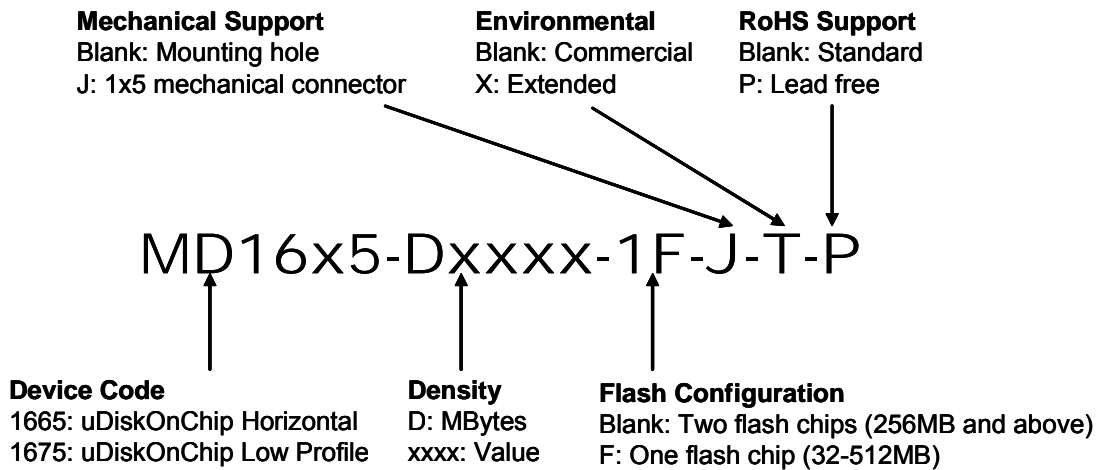 Mechanical Support
Blank: Mounting hole
J: 1x5 mechanical connector
Environmental
Blank: Commercial
X: Extended
RoHS Support
Blank: Standard
P: Lead free
MD16x5-Dxxxx-1F-J-T-P
Device Code
1665: uDiskOnChip Horizontal
1675: uDiskOnChip Low Profile
Density
D: MBytes
xxxx: Value
Flash Configuration
Blank: Two flash chips (256MB and above)
F: One flash chip (32-512MB)